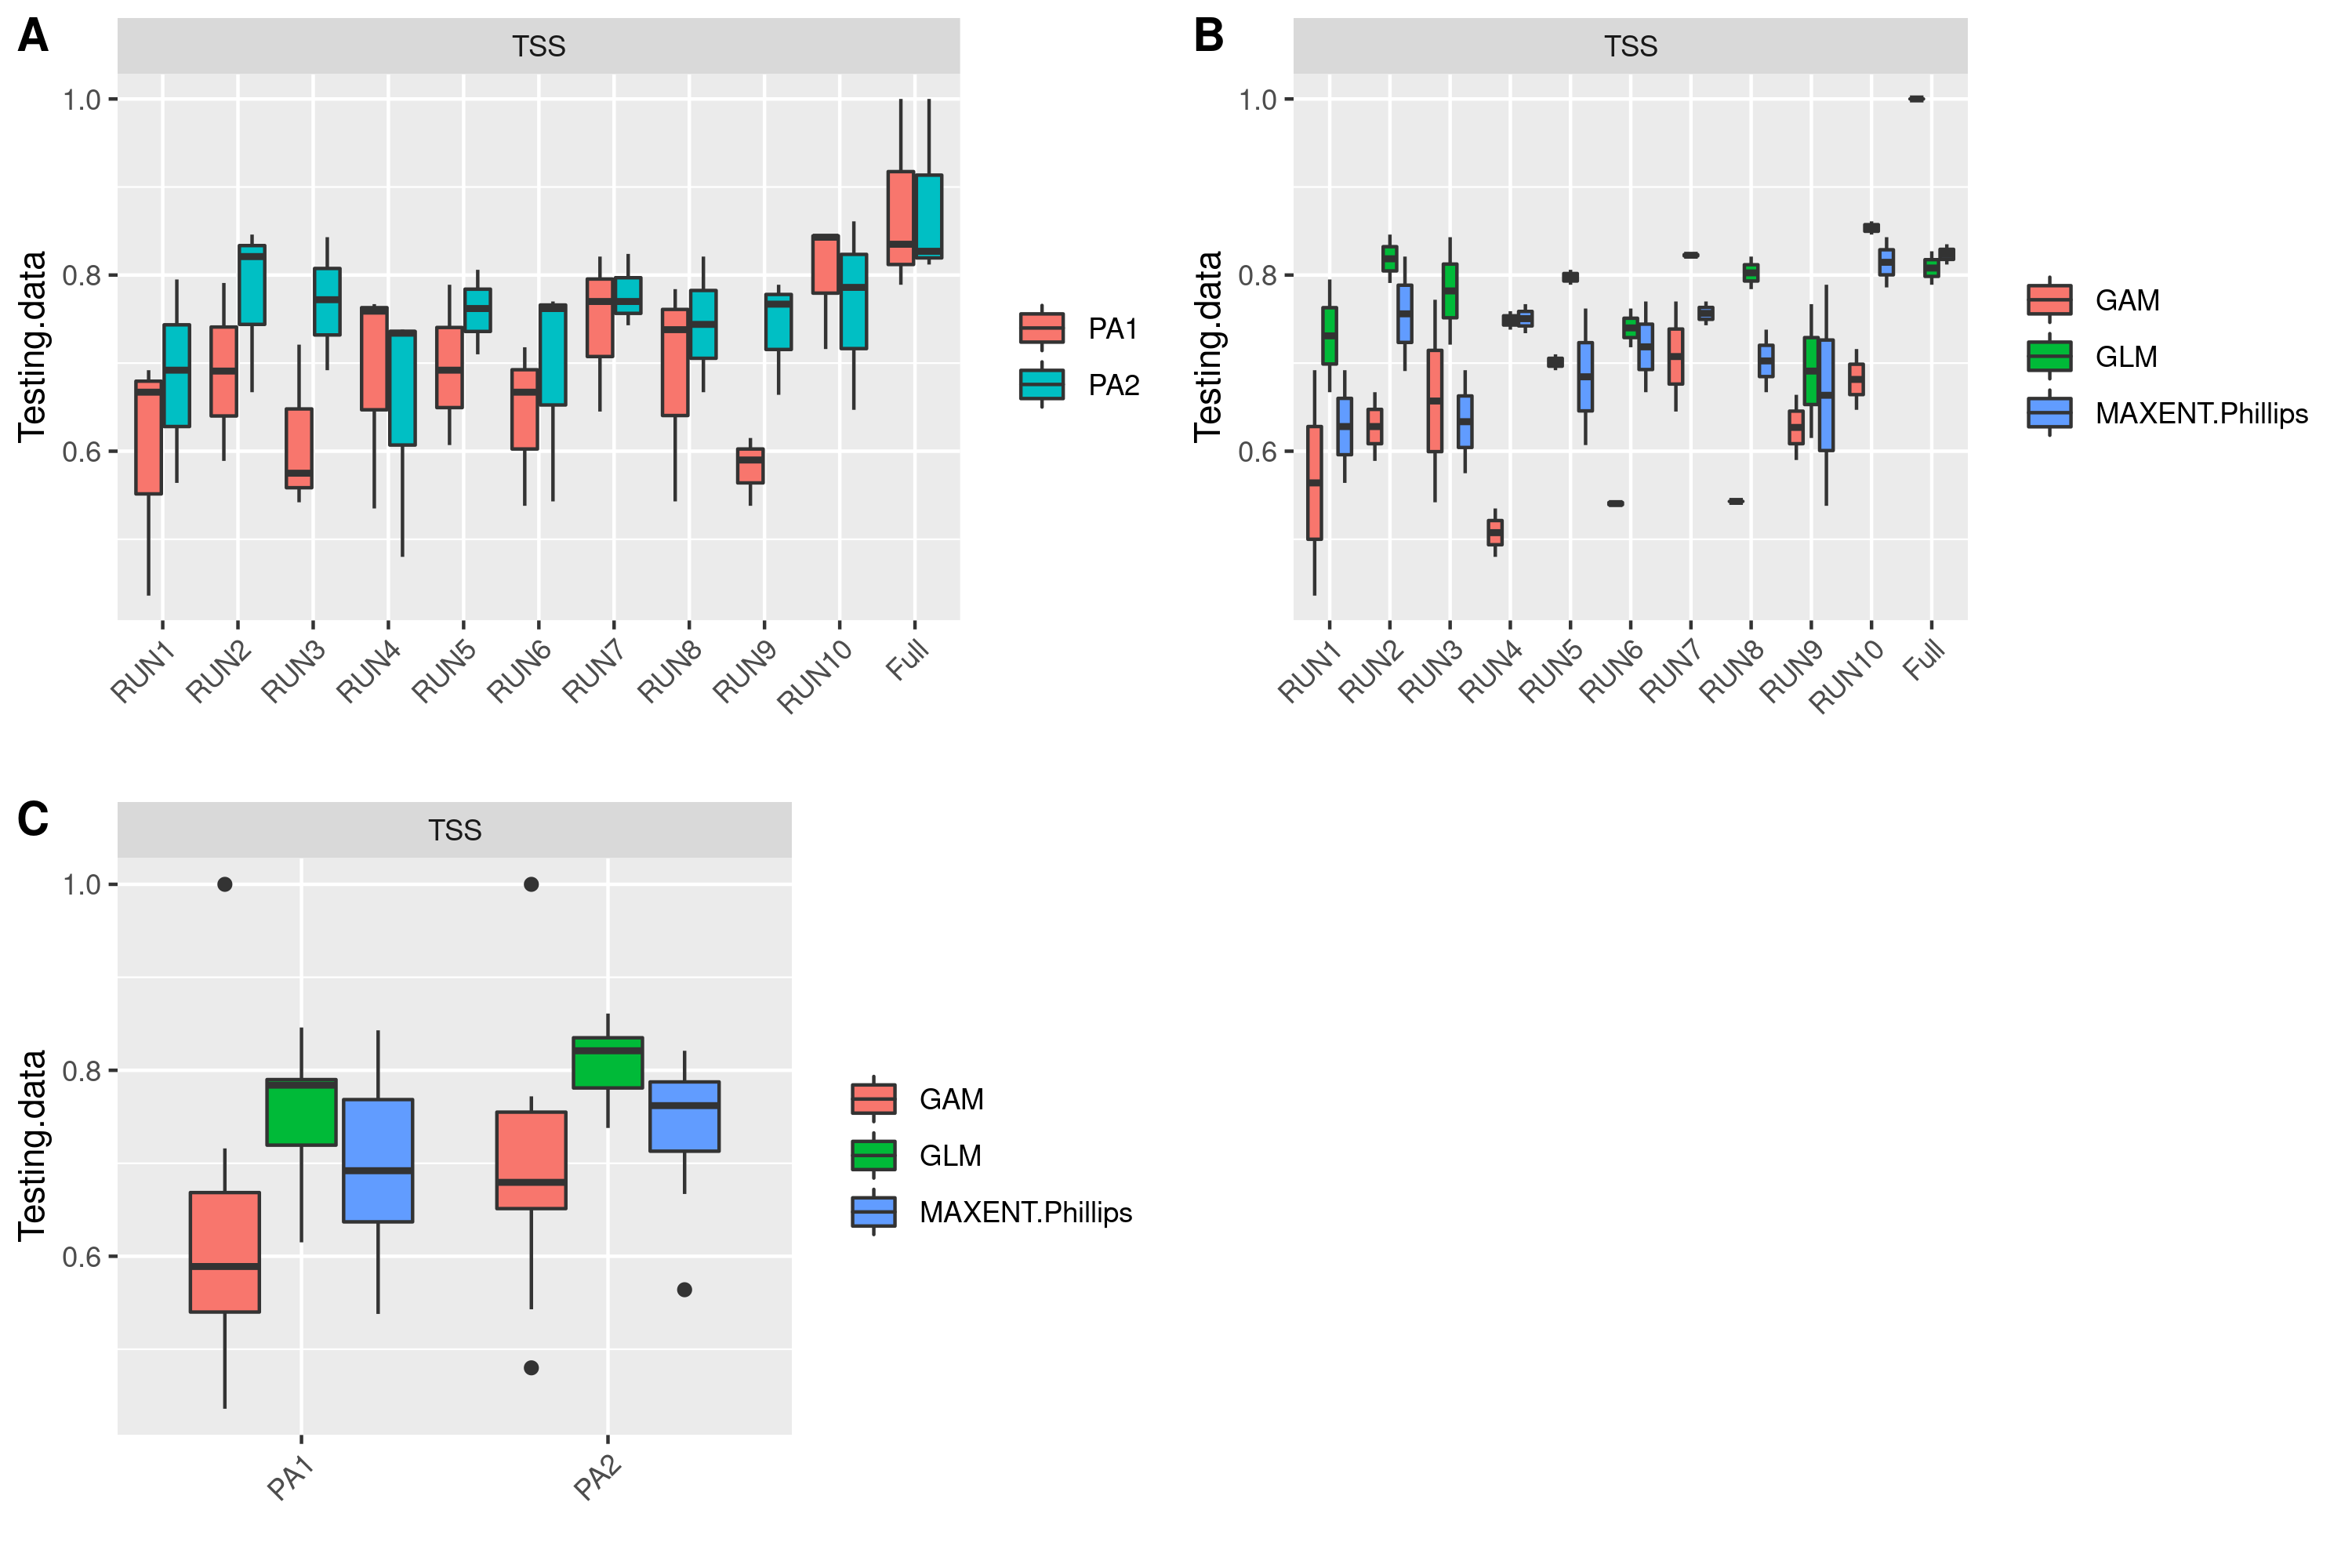 A
TSS
Testing.data
1.0
0.8
0.6
RUN1
RUN2
RUN3
RUN4
RUN5
RUN6
RUN7
RUN8
RUN9
RUN10
Full
PA1
PA2
B
TSS
Testing.data
1.0
0.8
0.6
RUN1
RUN2
RUN3
RUN4
RUN5
RUN6
RUN7
RUN8
RUN9
RUN10
Full
GAM
GLM
MAXENT.Phillips
C
TSS
Testing.data
1.0
0.8
0.6
PA1
PA2
GAM
GLM
MAXENT.Phillips